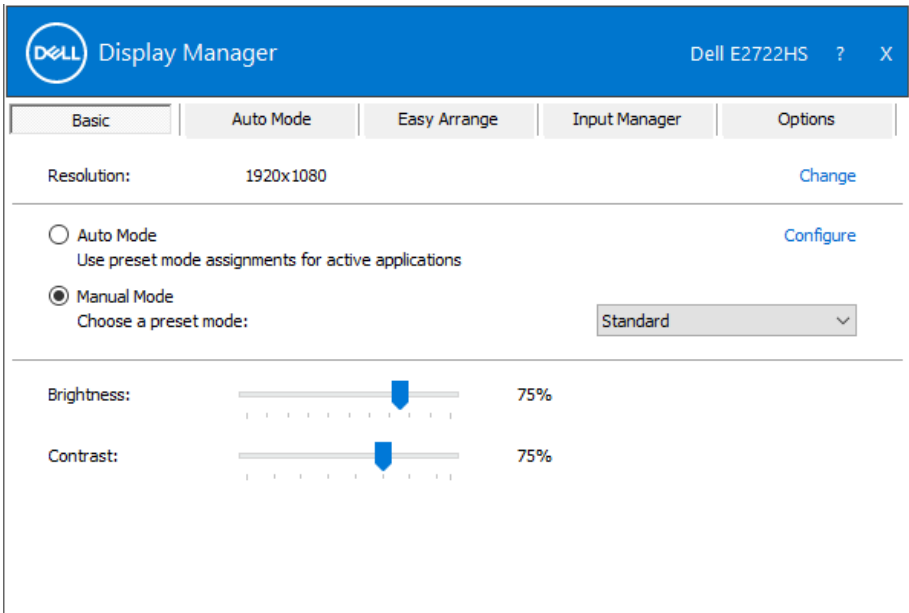 DELL Display Manager Dell E2722HS ? X
Basic Auto Mode Easy Arrange Input Manager Options
Resolution: 1920x1080 Change
Auto Mode Configure
Use preset mode assignments for active applications
Manual Mode
Choose a preset mode: Standard
Brightness: 75%
Contrast: 75%